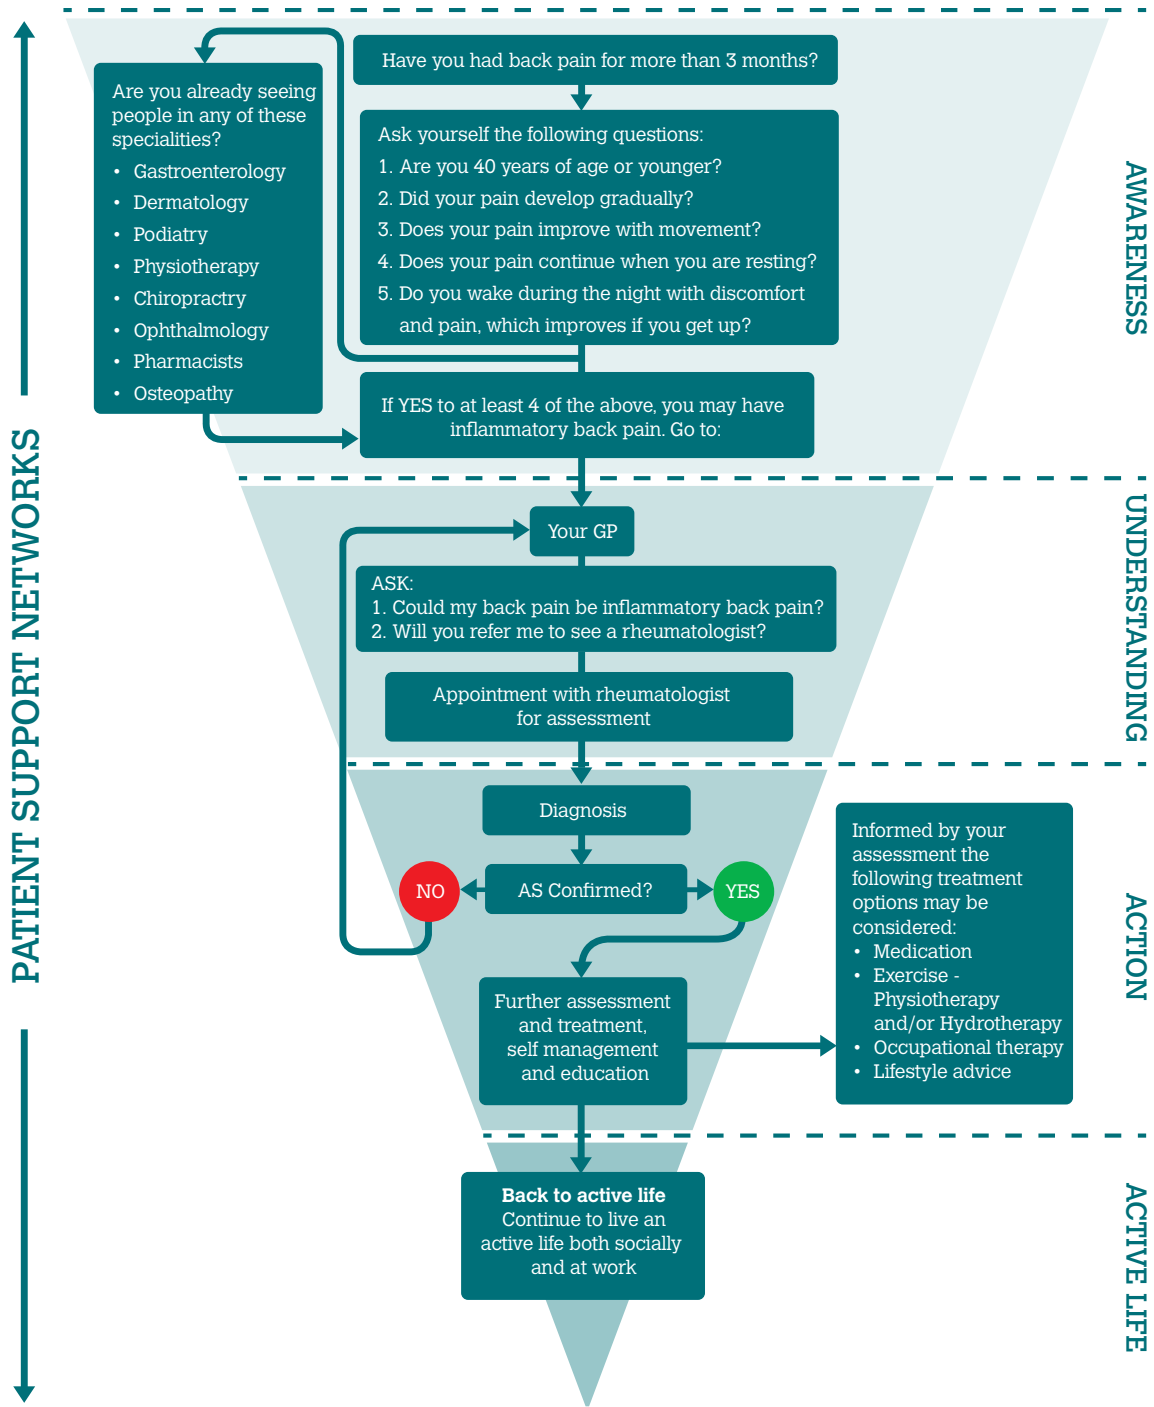 Have you had back pain for more than 3 months?
Are you already seeing
people in any of these
specialities?
• Gastroenterology
• Dermatology
• Podiatry
• Physiotherapy
• Chiropractry
• Ophthalmology
• Pharmacists
• Osteopathy
Ask yourself the following questions:
1. Are you 40 years of age or younger?
2. Did your pain develop gradually?
3. Does your pain improve with movement?
4. Does your pain continue when you are resting?
5. Do you wake during the night with discomfort
and pain, which improves if you get up?
If YES to at least 4 of the above, you may have
inflammatory back pain. Go to:
AWARENESS
PATIENT SUPPORT NETWORKS
Your GP
ASK:
1. Could my back pain be inflammatory back pain?
2. Will you refer me to see a rheumatologist?
Appointment with rheumatologist
for assessment
UNDERSTANDING
Diagnosis
NO
AS Confirmed?
YES
Further assessment
and treatment,
self management
and education
Informed by your
assessment the
following treatment
options may be
considered:
• Medication
• Exercise -
Physiotherapy
and/or Hydrotherapy
• Occupational therapy
• Lifestyle advice
ACTION
Back to active life
Continue to live an
active life both socially
and at work
ACTIVE LIFE